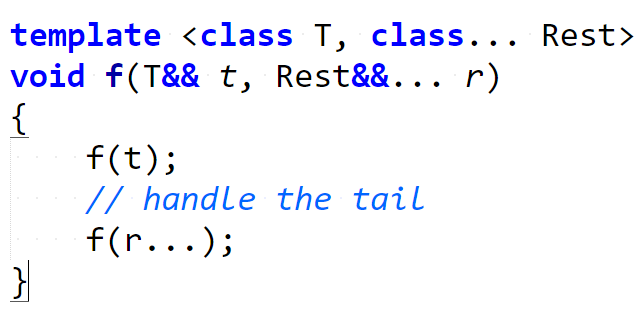 template <class T, class... Rest>
void f(T&& t, Rest&&... r)
{
    f(t);
    // handle the tail
    f(r...);
}